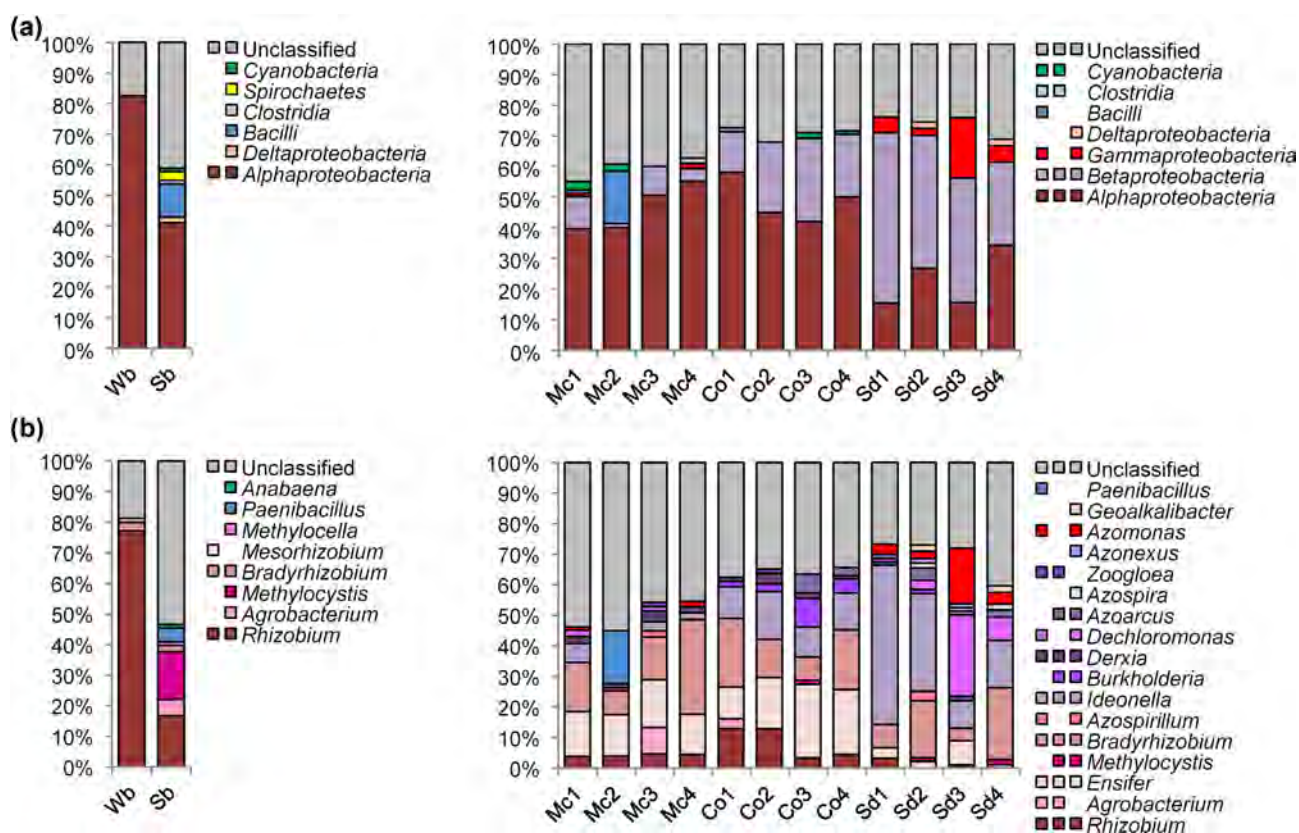 (a)
100%
90%
80%
70%
60%
50%
40%
30%
20%
10%
0%
Wb
Sb
Unclassified
Cyanobacteria
Spirochaetes
Clostridia
Bacilli
Deltaproteobacteria
Alphaproteobacteria
100%
90%
80%
70%
60%
50%
40%
30%
20%
10%
0%
Mc1
Mc2
Mc3
Mc4
Co1
Co2
Co3
Co4
Sd1
Sd2
Sd3
Sd4
Unclassified
Cyanobacteria
Clostridia
Bacilli
Deltaproteobacteria
Gammaproteobacteria
Betaproteobacteria
Alphaproteobacteria
(b)
100%
90%
80%
70%
60%
50%
40%
30%
20%
10%
0%
Wb
Sb
Unclassified
Anabaena
Paenibacillus
Methylocella
Mesorhizobium
Bradyrhizobium
Methylocystis
Agrobacterium
Rhizobium
100%
90%
80%
70%
60%
50%
40%
30%
20%
10%
0%
Mc1
Mc2
Mc3
Mc4
Co1
Co2
Co3
Co4
Sd1
Sd2
Sd3
Sd4
Unclassified
Paenibacillus
Geoalkalibacter
Azomonas
Azonexus
Zoogloea
Azospira
Azoarcus
Dechloromonas
Derxia
Burkholderia
Ideonella
Azospirillum
Bradyrhizobium
Methylocystis
Ensifer
Agrobacterium
Rhizobium